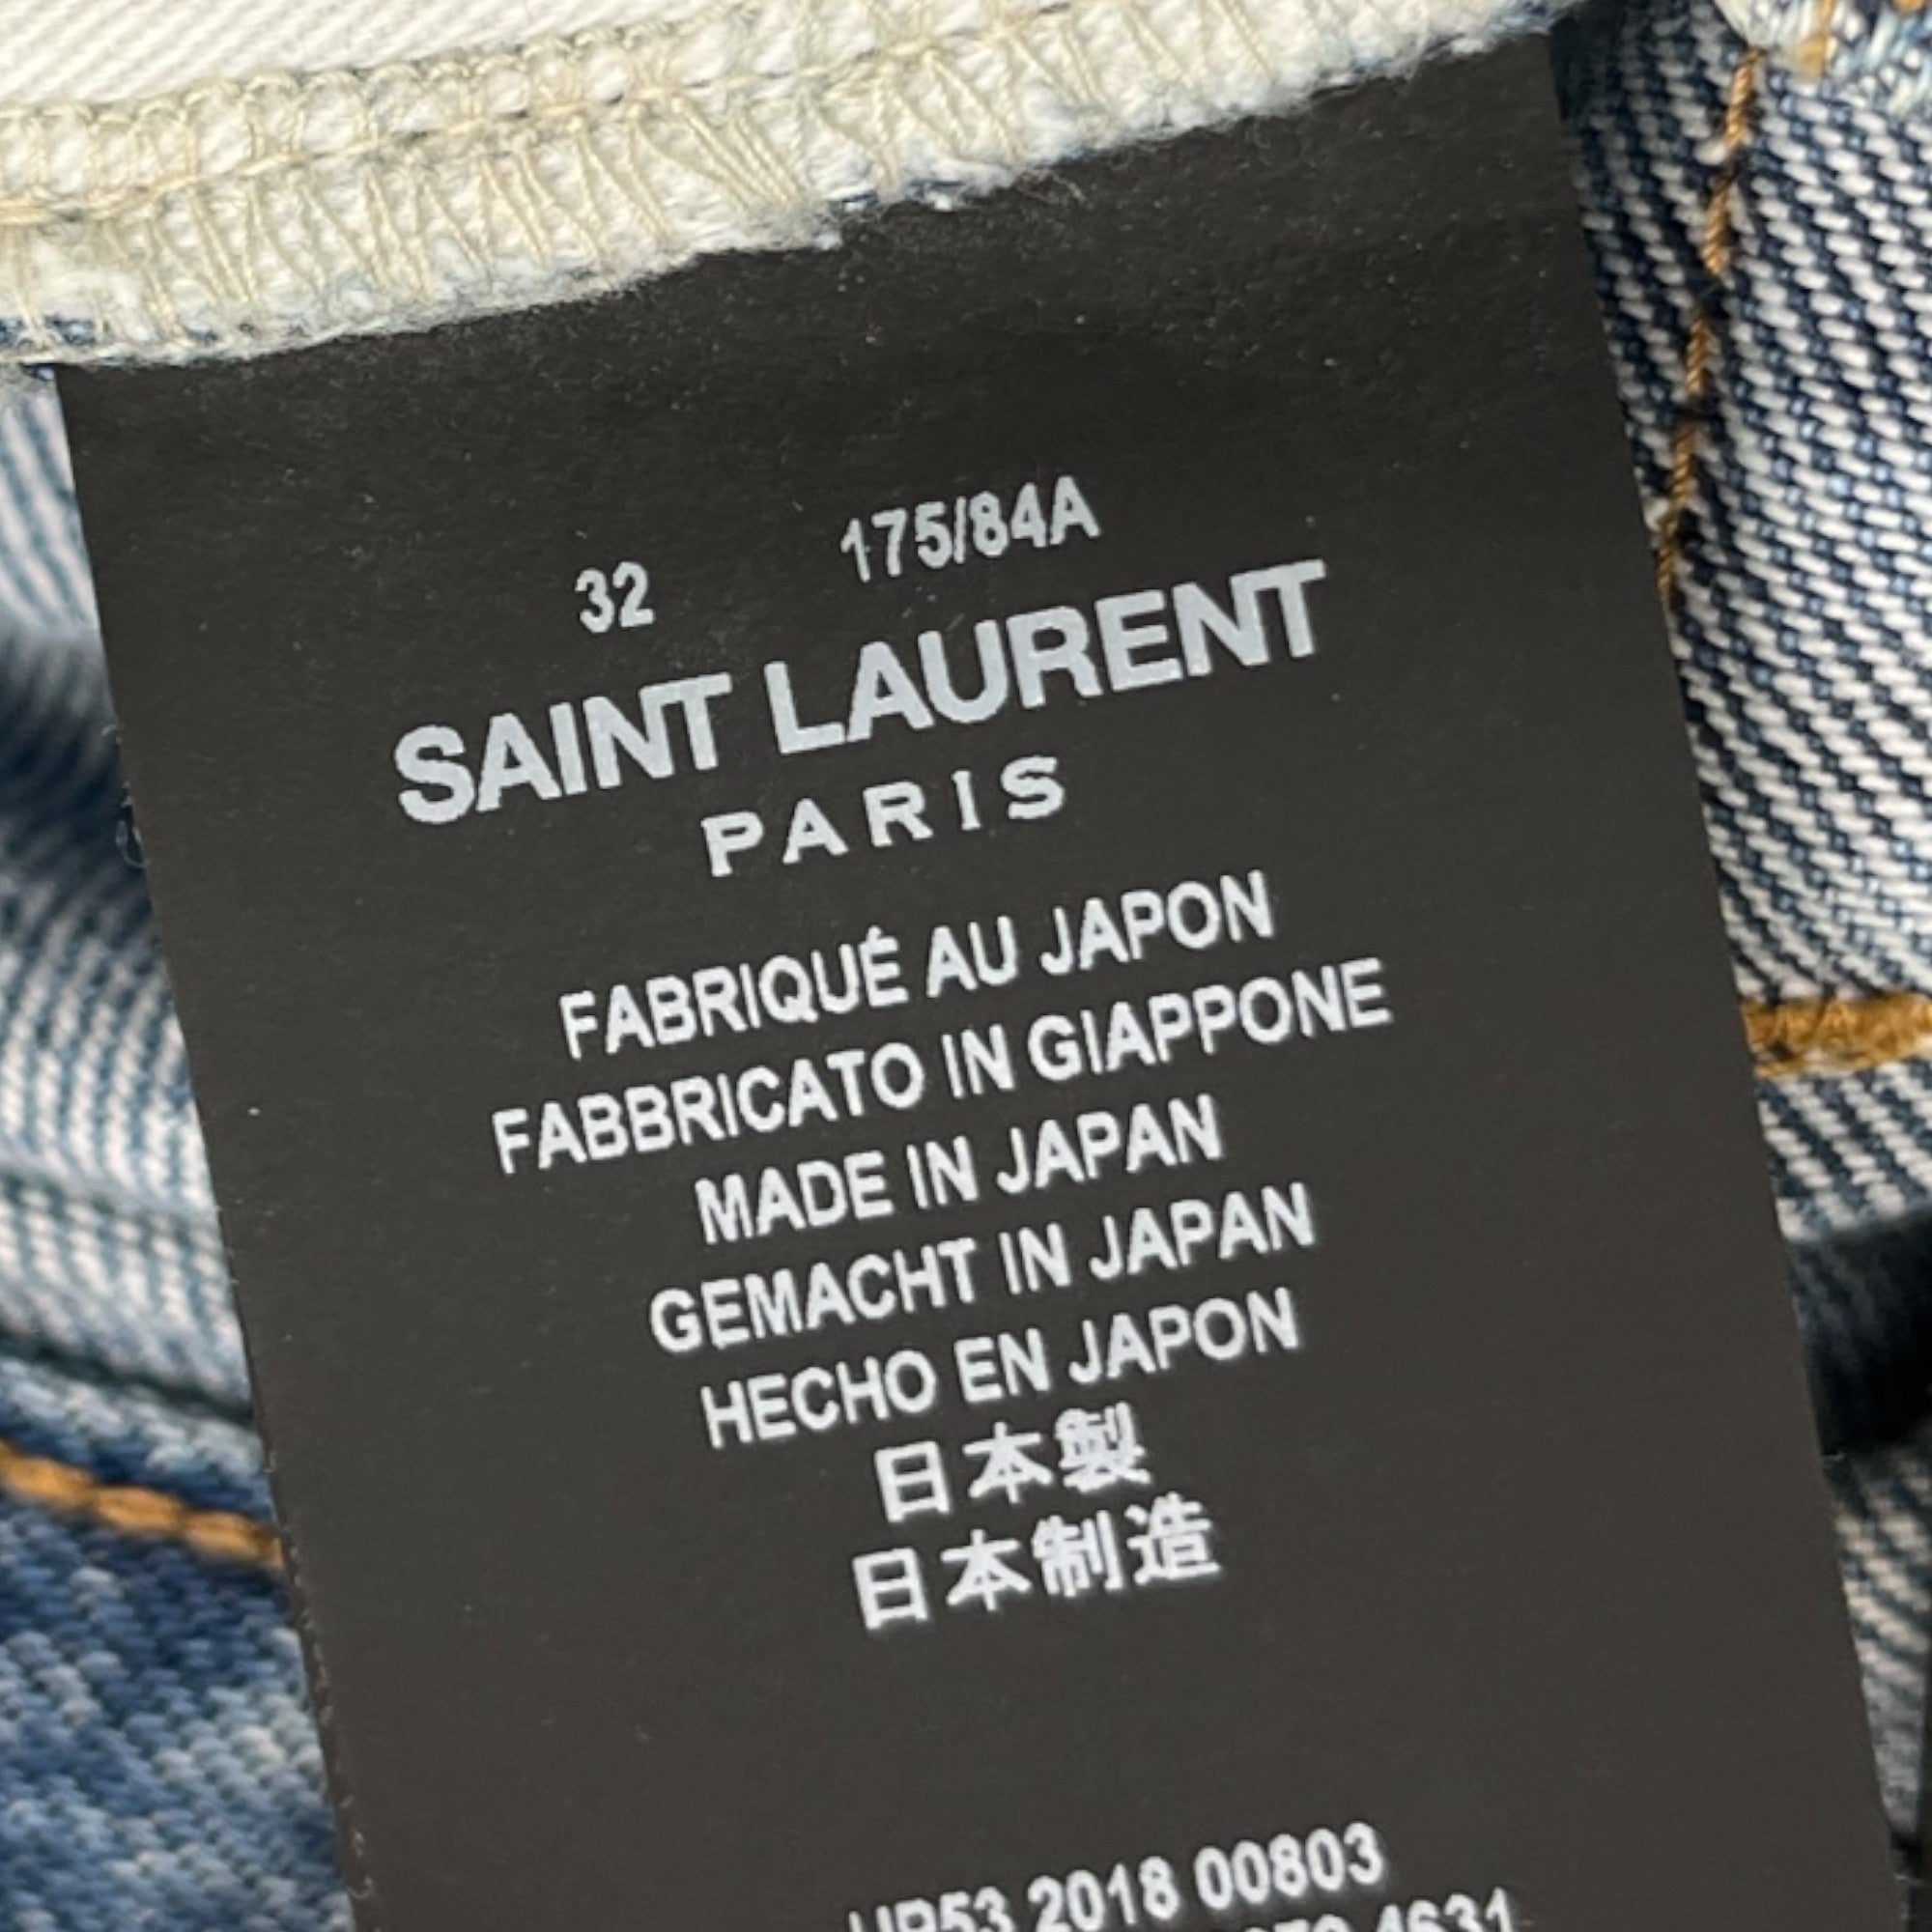 32 175/84A
SAINT LAURENT
PARIS
FABRIQUÉ AU JAPON
FABBRICATO IN GIAPPONE
MADE IN JAPAN
GEMACHT IN JAPAN
HECHO EN JAPON
日本製
日本制造
2018 00803
4631